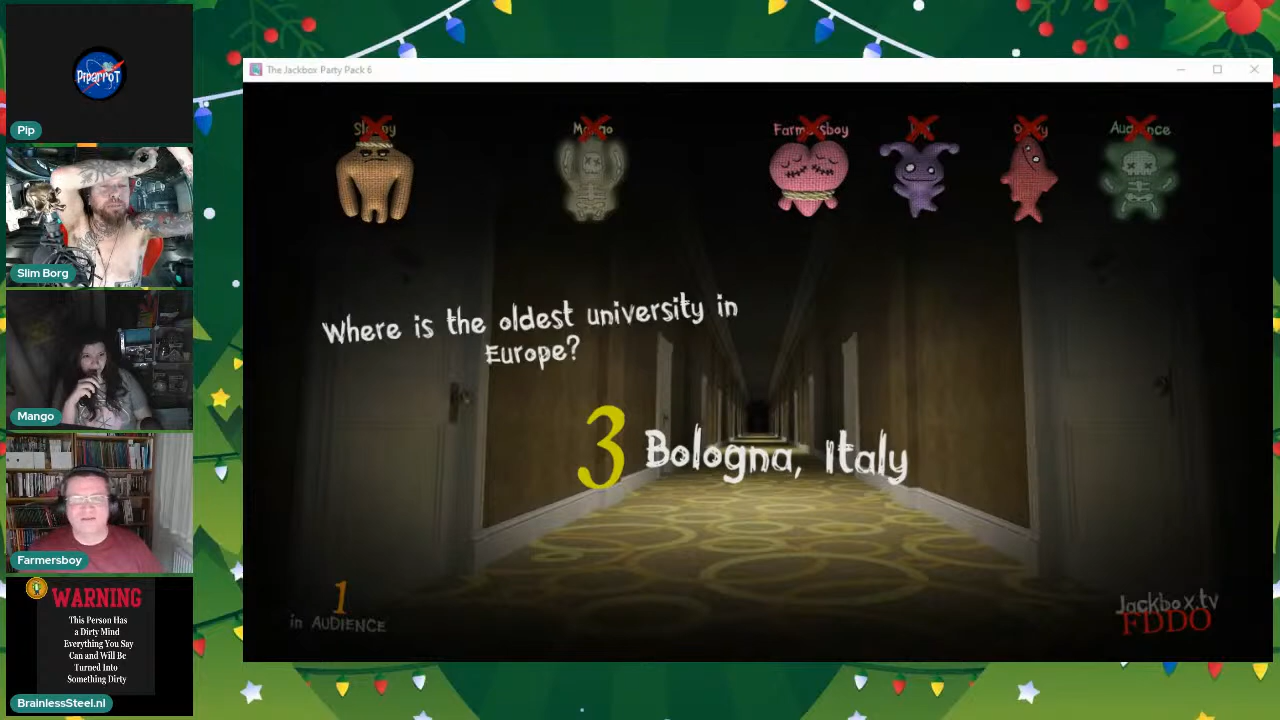 The Jackbox Party Pack 6
PiparroT
Pip
Farmersboy
Audience
Slim Borg
Where is the oldest university in
Europe?
Mango
3 Bologna, Italy
Farmersboy
1
in AUDIENCE
Jackbox.tv
FDDO
WARNING
This Person Has
a Dirty Mind
Everything You Say
Can and Will Be
Turned Into
Something Dirty
BrainlessSteel.nl